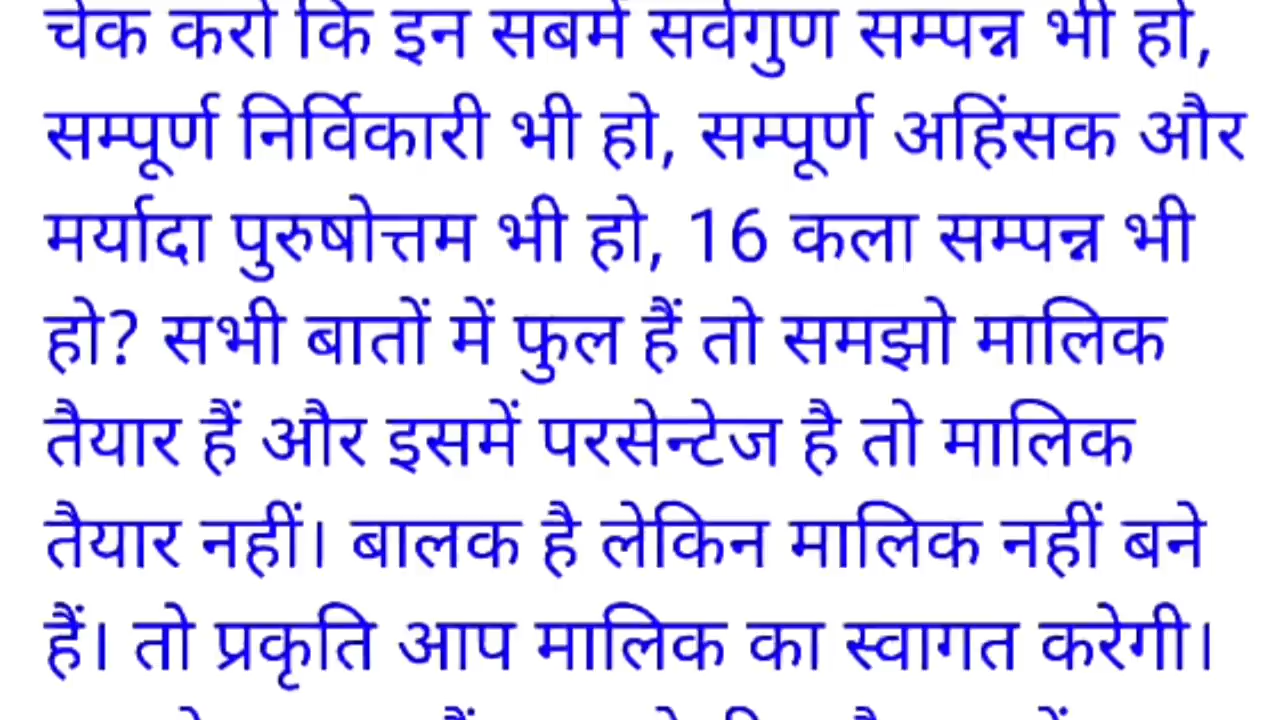 चेक करो कि इन सबमें सर्वगुण सम्पन्न भी हो,
सम्पूर्ण निर्विकारी भी हो, सम्पूर्ण अहिंसक और
मर्यादा पुरुषोत्तम भी हो, 16 कला सम्पन्न भी
हो? सभी बातों में फुल हैं तो समझो मालिक
तैयार हैं और इसमें परसेन्टेज है तो मालिक
तैयार नहीं। बालक है लेकिन मालिक नहीं बने
हैं। तो प्रकृति आप मालिक का स्वागत करेगी।